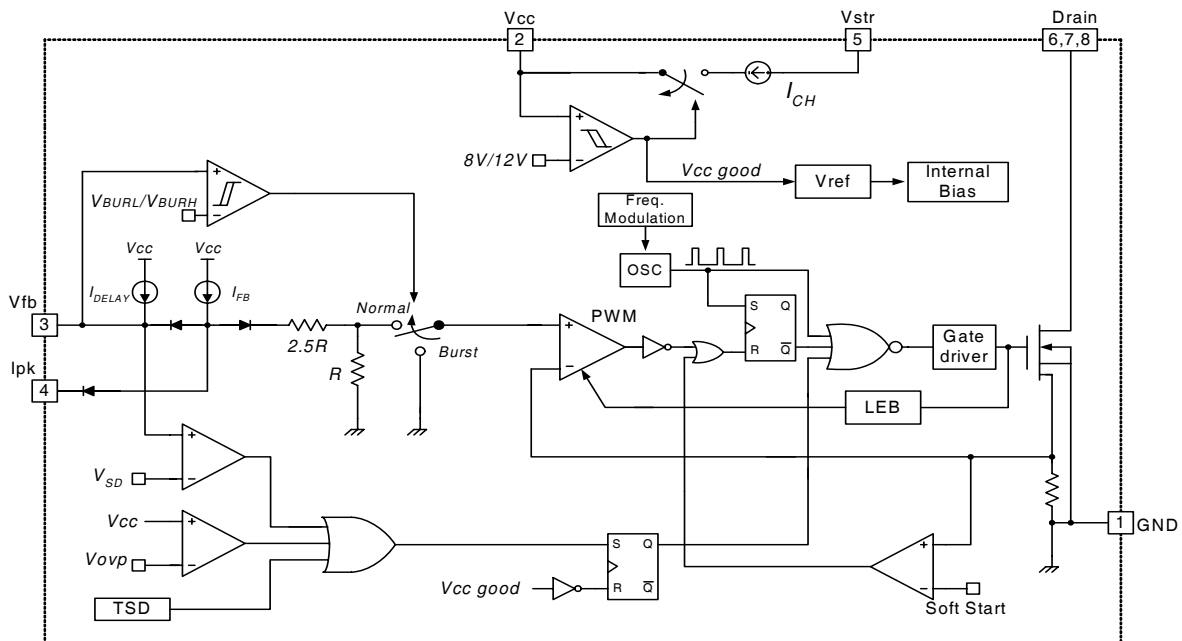 Vcc
Vstr
Drain
2
5
6,7,8
I_CH
+
8V/12V
−
Vcc good
Vref
Internal
Bias
+
V_BURL/V_BURH
−
Freq.
Modulation
OSC
Vcc
Vcc
I_DELAY
I_FB
Vfb
3
Normal
2.5R
R
Burst
Ipk
4
PWM
+
−
S
Q
R
Q̅
Gate
driver
LEB
+
V_SD
−
Vcc
+
Vovp
−
TSD
S
Q
R
Q̅
Vcc good
+
−
Soft Start
1
GND